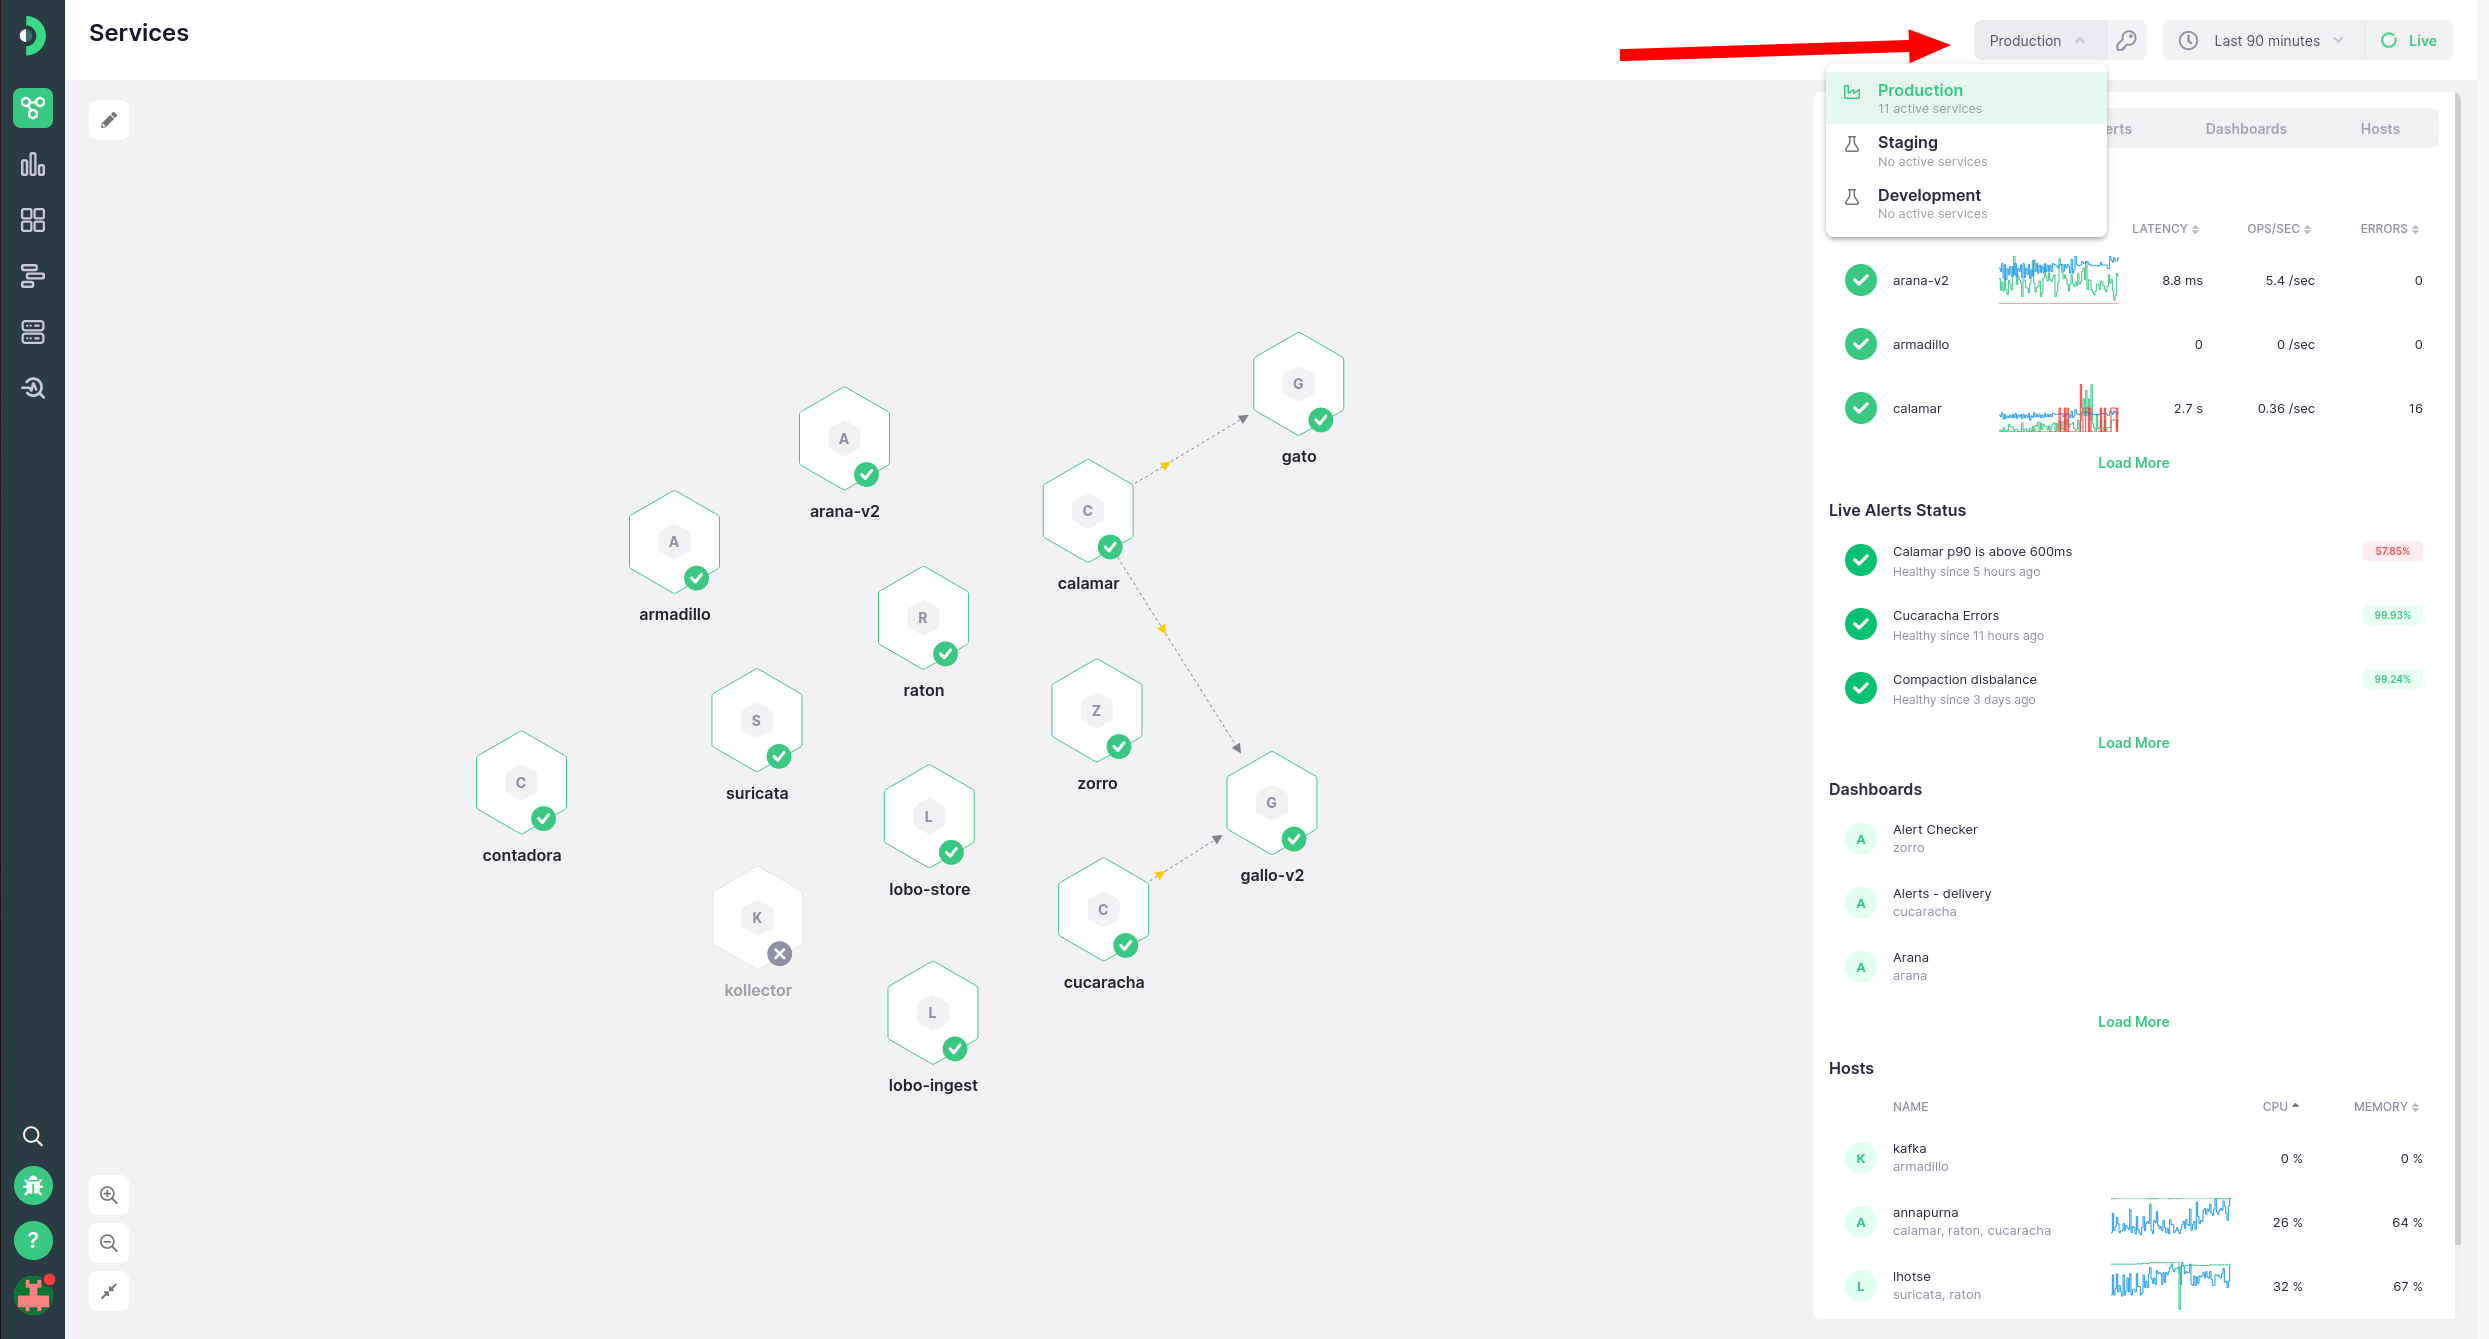 Services
Production
Last 90 minutes
Live
Production
11 active services
Staging
No active services
Development
No active services
erts
Dashboards
Hosts
LATENCY
OPS/SEC
ERRORS
arana-v2
8.8 ms
5.4 /sec
0
armadillo
0
0 /sec
0
calamar
2.7 s
0.36 /sec
16
Load More
Live Alerts Status
Calamar p90 is above 600ms
57.85%
Healthy since 5 hours ago
Cucaracha Errors
99.93%
Healthy since 11 hours ago
Compaction disbalance
99.24%
Healthy since 3 days ago
Load More
Dashboards
A
Alert Checker
zorro
A
Alerts - delivery
cucaracha
A
Arana
arana
Load More
Hosts
NAME
CPU
MEMORY
K
kafka
armadillo
0 %
0 %
A
annapurna
calamar, raton, cucaracha
26 %
64 %
L
lhotse
suricata, raton
32 %
67 %
G
gato
A
arana-v2
C
calamar
A
armadillo
R
raton
S
suricata
Z
zorro
C
contadora
L
lobo-store
G
gallo-v2
K
kollector
C
cucaracha
L
lobo-ingest
?